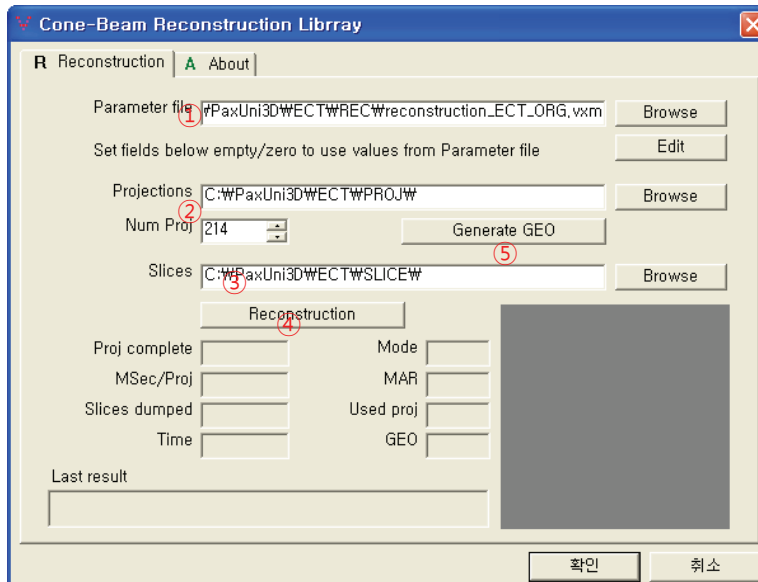 Cone-Beam Reconstruction Librray
R Reconstruction A About
Parameter file ① ₩PaxUni3D₩ECT₩REC₩reconstruction_ECT_ORG.vxm Browse
Set fields below empty/zero to use values from Parameter file Edit
Projections C:₩PaxUni3D₩ECT₩PROJ₩ Browse
②
Num Proj 214 Generate GEO
⑤
Slices C:₩PaxUni3D₩ECT₩SLICE₩ Browse
③
Reconstruction
④
Proj complete Mode
MSec/Proj MAR
Slices dumped Used proj
Time GEO
Last result
확인 취소